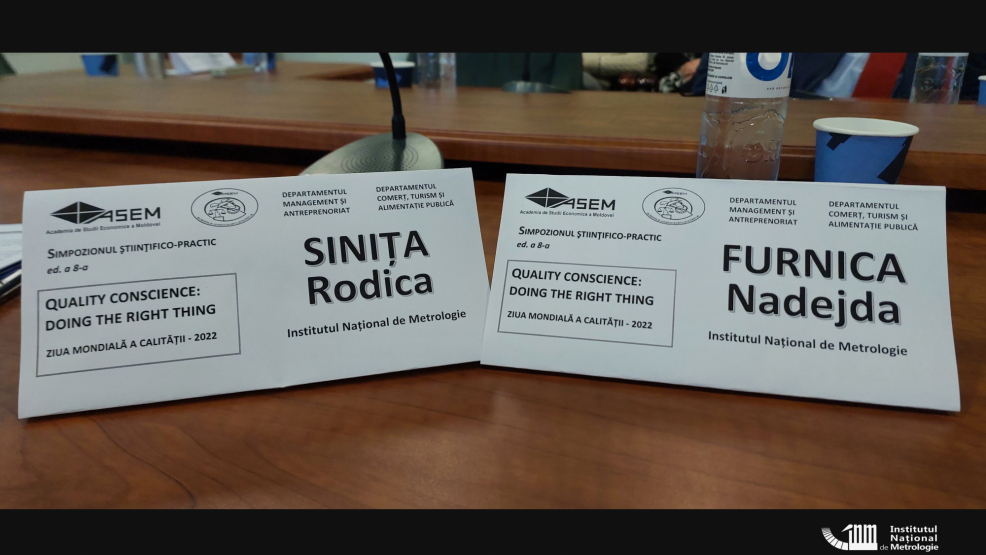 ASEM
Academia de Studii Economice a Moldovei
DEPARTAMENTUL
MANAGEMENT ȘI
ANTREPRENORIAT
DEPARTAMENTUL
COMERȚ, TURISM ȘI
ALIMENTAȚIE PUBLICĂ
SIMPOZIONUL ȘTIINȚIFICO-PRACTIC
ed. a 8-a
QUALITY CONSCIENCE:
DOING THE RIGHT THING
ZIUA MONDIALĂ A CALITĂȚII - 2022
SINIȚA
Rodica
Institutul Național de Metrologie
ASEM
Academia de Studii Economice a Moldovei
DEPARTAMENTUL
MANAGEMENT ȘI
ANTREPRENORIAT
DEPARTAMENTUL
COMERȚ, TURISM ȘI
ALIMENTAȚIE PUBLICĂ
SIMPOZIONUL ȘTIINȚIFICO-PRACTIC
ed. a 8-a
QUALITY CONSCIENCE:
DOING THE RIGHT THING
ZIUA MONDIALĂ A CALITĂȚII - 2022
FURNICA
Nadejda
Institutul Național de Metrologie
inm
Institutul
Național
de Metrologie